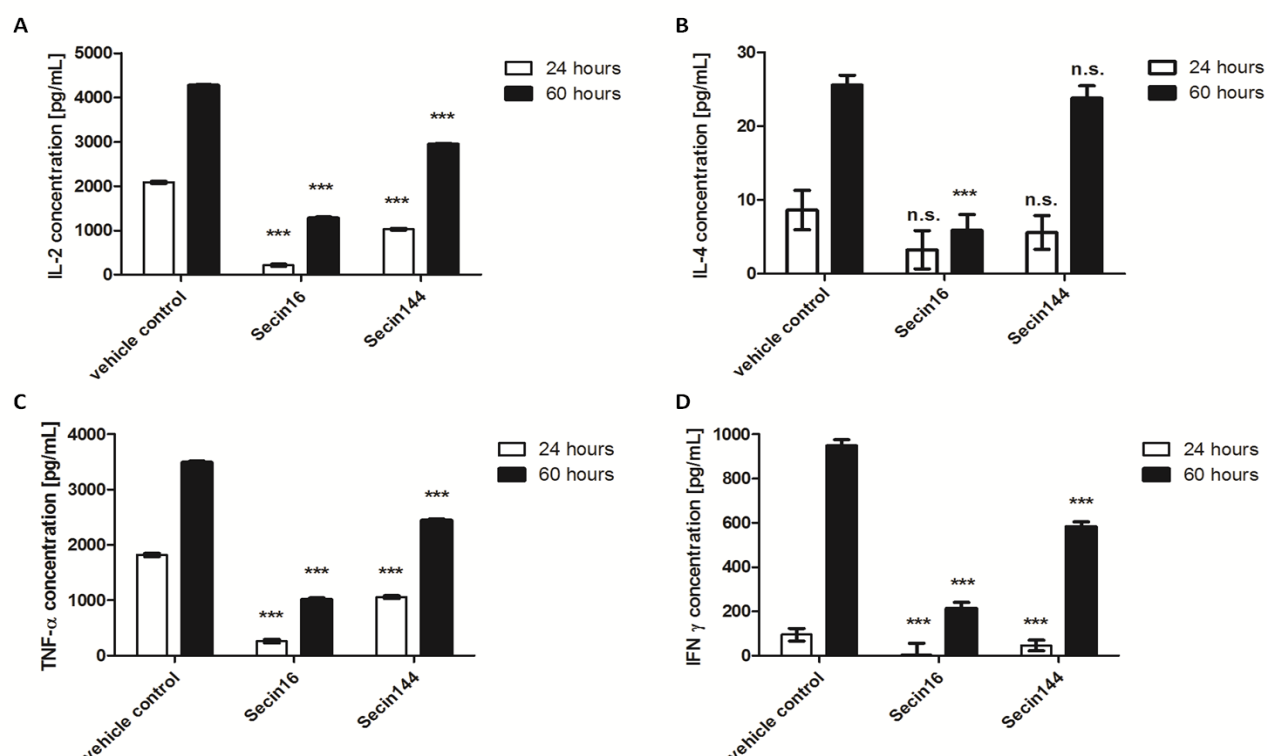 A
IL-2 concentration [pg/mL]
5000
4000
3000
2000
1000
0
***
***
***
***
vehicle control
Secin16
Secin144
24 hours
60 hours
B
IL-4 concentration [pg/mL]
30
20
10
0
n.s.
***
n.s.
n.s.
vehicle control
Secin16
Secin144
24 hours
60 hours
C
TNF-α concentration [pg/mL]
4000
3000
2000
1000
0
***
***
***
***
vehicle control
Secin16
Secin144
24 hours
60 hours
D
IFN γ concentration [pg/mL]
1000
800
600
400
200
0
***
***
***
***
vehicle control
Secin16
Secin144
24 hours
60 hours